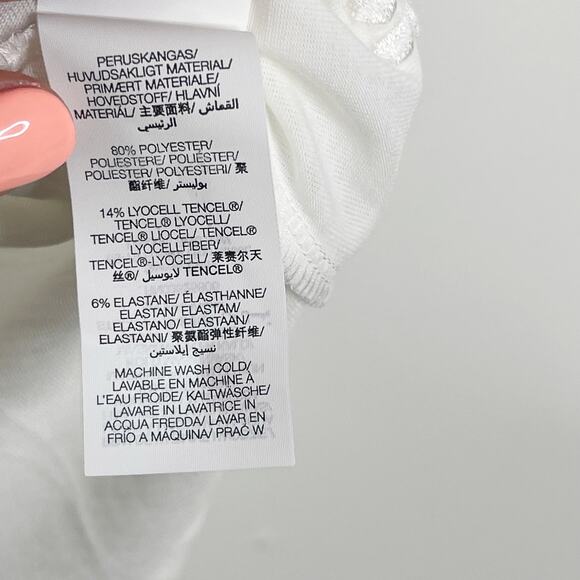 PERUSKANGAS/
HUVUDSAKLIGT MATERIAL/
PRIMÆRT MATERIALE/
HOVEDSTOFF/ HLAVNÍ
MATERIÁL/ 主要面料/ القماش
الرئيسي
80% POLYESTER/
POLIESTERE/ POLIÉSTER/
POLIESTER/ POLYESTERI/ 聚
酯纤维/ بوليستر
14% LYOCELL TENCEL®/
TENCEL® LYOCELL/
TENCEL® LIOCEL/ TENCEL®
LYOCELLFIBER/
TENCEL®-LYOCELL/ 莱赛尔天
丝®/ لايوسيل TENCEL®
6% ELASTANE/ ÉLASTHANNE/
ELASTAN/ ELASTAM/
ELASTANO/ ELASTAAN/
ELASTAANI/ 聚氨酯弹性纤维/
نسيج إيلاستين
MACHINE WASH COLD/
LAVABLE EN MACHINE À
L'EAU FROIDE/ KALTWÄSCHE/
LAVARE IN LAVATRICE IN
ACQUA FREDDA/ LAVAR EN
FRÍO A MÁQUINA/ PRAC W